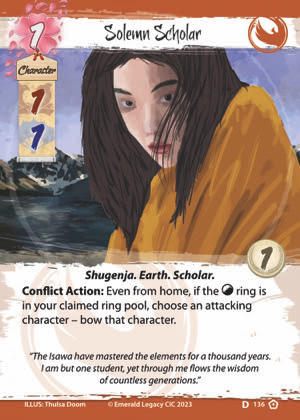 1
Solemn Scholar
Character
1
1
1
Shugenja. Earth. Scholar.
Conflict Action: Even from home, if the ring is
in your claimed ring pool, choose an attacking
character – bow that character.
"The Isawa have mastered the elements for a thousand years.
I am but one student, yet through me flows the wisdom
of countless generations."
ILLUS: Thulsa Doom © Emerald Legacy CIC 2023 D 136